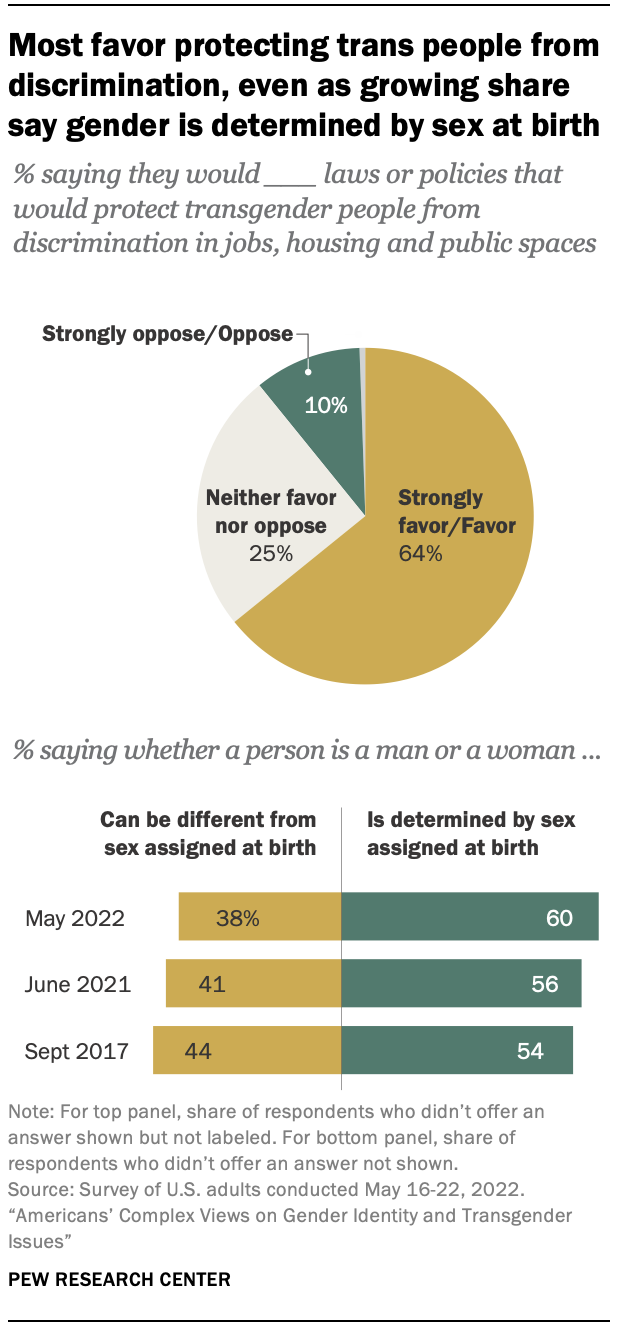 Most favor protecting trans people from
discrimination, even as growing share
say gender is determined by sex at birth
% saying they would ___ laws or policies that
would protect transgender people from
discrimination in jobs, housing and public spaces
Strongly oppose/Oppose
10%
Neither favor
nor oppose
25%
Strongly
favor/Favor
64%
% saying whether a person is a man or a woman ...
Can be different from
sex assigned at birth
Is determined by sex
assigned at birth
May 2022 38% 60
June 2021 41 56
Sept 2017 44 54
Note: For top panel, share of respondents who didn’t offer an
answer shown but not labeled. For bottom panel, share of
respondents who didn’t offer an answer not shown.
Source: Survey of U.S. adults conducted May 16-22, 2022.
“Americans’ Complex Views on Gender Identity and Transgender
Issues”
PEW RESEARCH CENTER